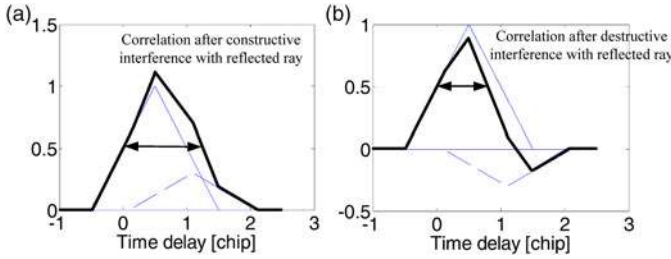 (a)
Correlation after constructive
interference with reflected ray
1.5
1
0.5
0
-1
0
1
2
3
Time delay [chip]
(b)
Correlation after destructive
interference with reflected ray
1
0.5
0
-0.5
-1
0
1
2
3
Time delay [chip]